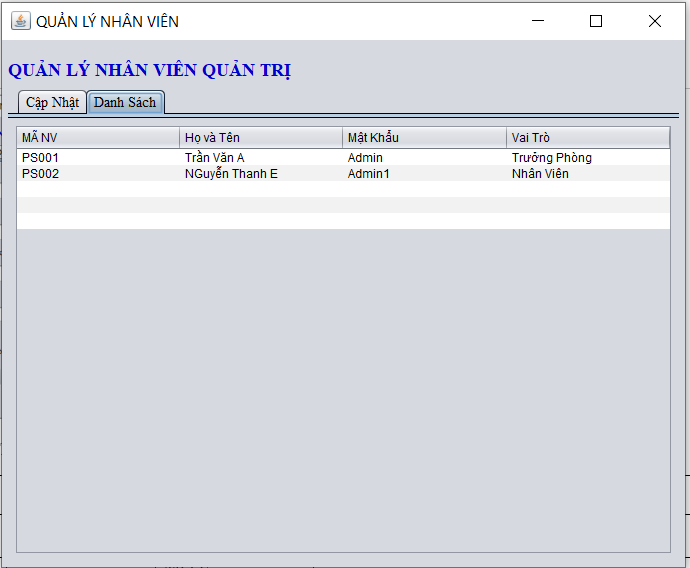 QUẢN LÝ NHÂN VIÊN
QUẢN LÝ NHÂN VIÊN QUẢN TRỊ
Cập Nhật Danh Sách
MÃ NV Họ và Tên Mật Khẩu Vai Trò
PS001 Trần Văn A Admin Trưởng Phòng
PS002 NGuyễn Thanh E Admin1 Nhân Viên